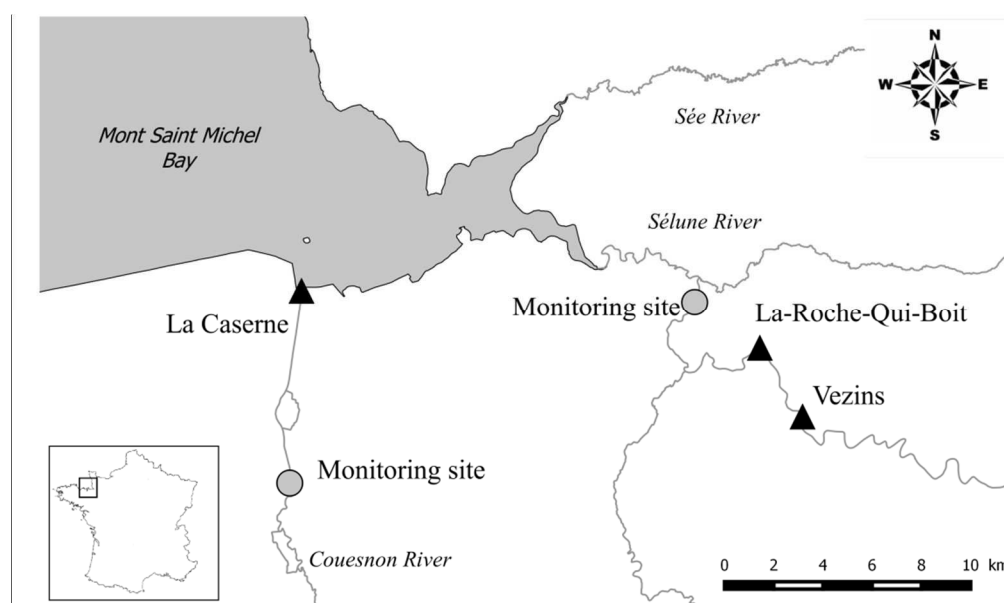 N
W E
S
Mont Saint Michel
Bay
Sée River
Sélune River
Monitoring site
La-Roche-Qui-Boit
La Caserne
Vezins
Monitoring site
Couesnon River
0 2 4 6 8 10 km